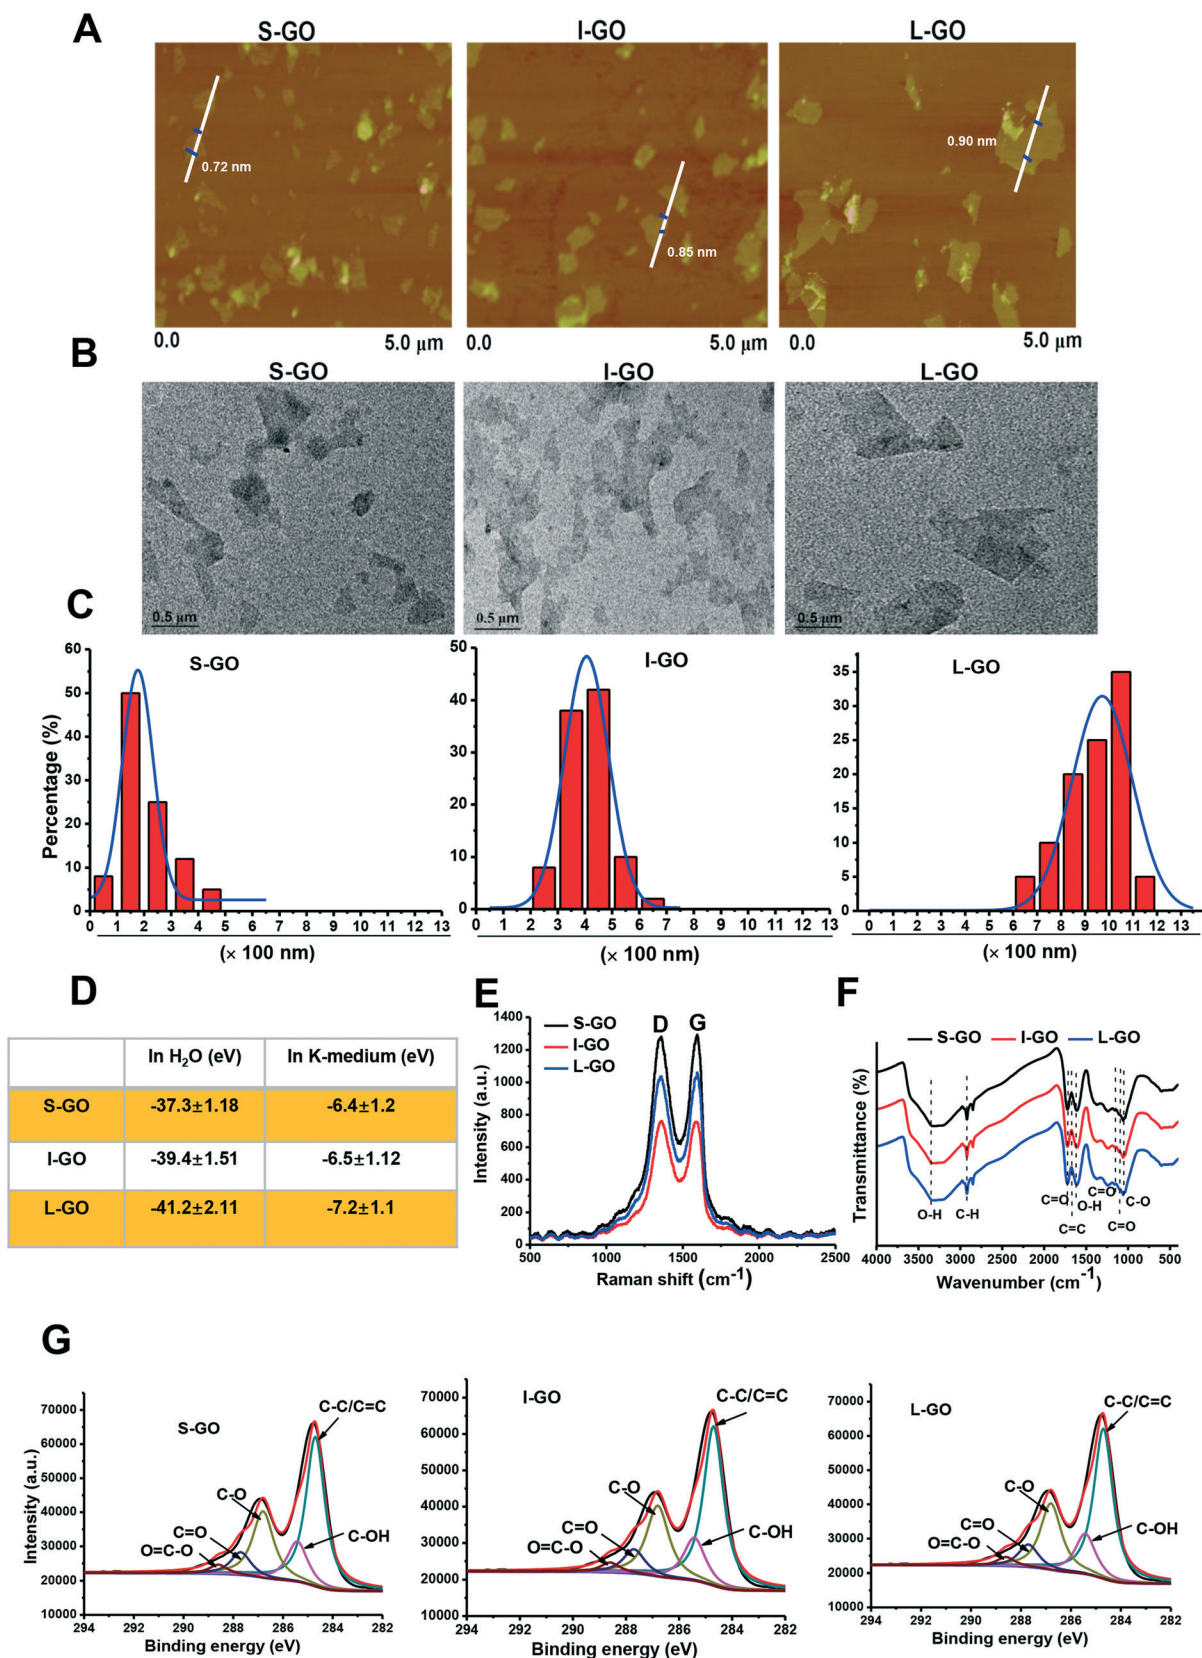 A
S-GO
I-GO
L-GO
0.72 nm
0.85 nm
0.90 nm
0.0
5.0 µm
0.0
5.0 µm
0.0
5.0 µm
B
S-GO
I-GO
L-GO
0.5 µm
0.5 µm
0.5 µm
C
S-GO
Percentage (%)
60
50
40
30
20
10
0
0 1 2 3 4 5 6 7 8 9 10 11 12 13
(× 100 nm)
I-GO
50
40
30
20
10
0
0 1 2 3 4 5 6 7 8 9 10 11 12 13
(× 100 nm)
L-GO
35
30
25
20
15
10
5
0
0 1 2 3 4 5 6 7 8 9 10 11 12 13
(× 100 nm)
D
In H₂O (eV) In K-medium (eV)
S-GO -37.3±1.18 -6.4±1.2
I-GO -39.4±1.51 -6.5±1.12
L-GO -41.2±2.11 -7.2±1.1
E
D G
S-GO
I-GO
L-GO
Intensity (a.u.)
1400
1200
1000
800
600
400
200
0
500 1000 1500 2000 2500
Raman shift (cm⁻¹)
F
S-GO I-GO L-GO
Transmittance (%)
O-H
C-H
C=O
C=C
O-H
C=O
C=O
C-O
4000 3500 3000 2500 2000 1500 1000 500
Wavenumber (cm⁻¹)
G
S-GO
Intensity (a.u.)
70000
60000
50000
40000
30000
20000
10000
C-C/C=C
C-O
C=O
O=C-O
C-OH
294 292 290 288 286 284 282
Binding energy (eV)
I-GO
70000
60000
50000
40000
30000
20000
10000
C-C/C=C
C-O
C=O
O=C-O
C-OH
294 292 290 288 286 284 282
Binding energy (eV)
L-GO
70000
60000
50000
40000
30000
20000
10000
C-C/C=C
C-O
C=O
O=C-O
C-OH
294 292 290 288 286 284 282
Binding energy (eV)